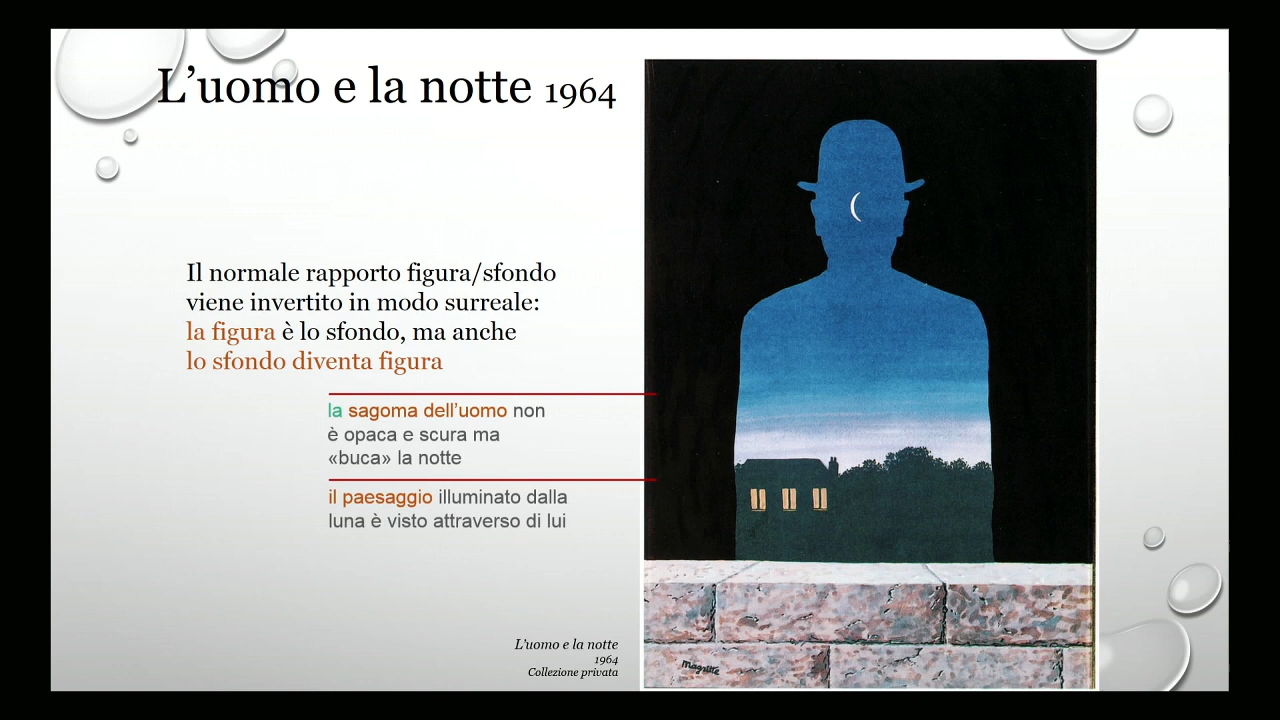 L’uomo e la notte 1964
Il normale rapporto figura/sfondo
viene invertito in modo surreale:
la figura è lo sfondo, ma anche
lo sfondo diventa figura
la sagoma dell’uomo non
è opaca e scura ma
«buca» la notte
il paesaggio illuminato dalla
luna è visto attraverso di lui
L’uomo e la notte
1964
Collezione privata
Magritte